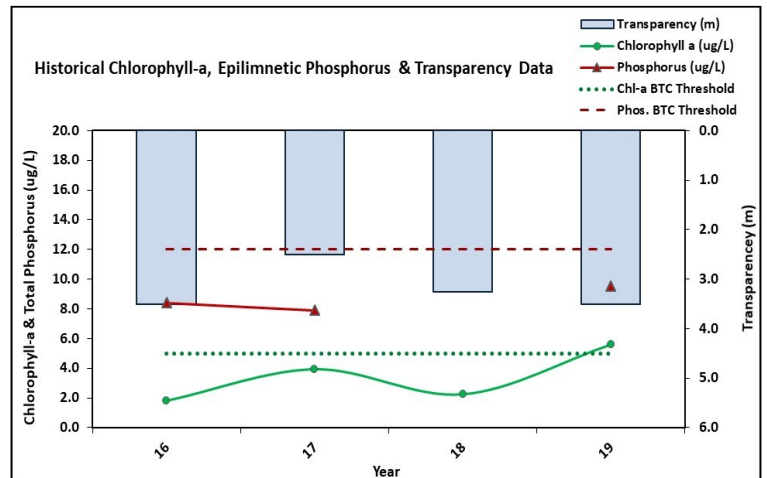 Transparency (m)
Chlorophyll a (ug/L)
Phosphorus (ug/L)
Chl-a BTC Threshold
Phos. BTC Threshold
Historical Chlorophyll-a, Epilimnetic Phosphorus & Transparency Data
Chlorophyll-a & Total Phosphorus (ug/L)
20.0
18.0
16.0
14.0
12.0
10.0
8.0
6.0
4.0
2.0
0.0
0.0
1.0
2.0
3.0
4.0
5.0
6.0
Transparencey (m)
16
17
18
19
Year